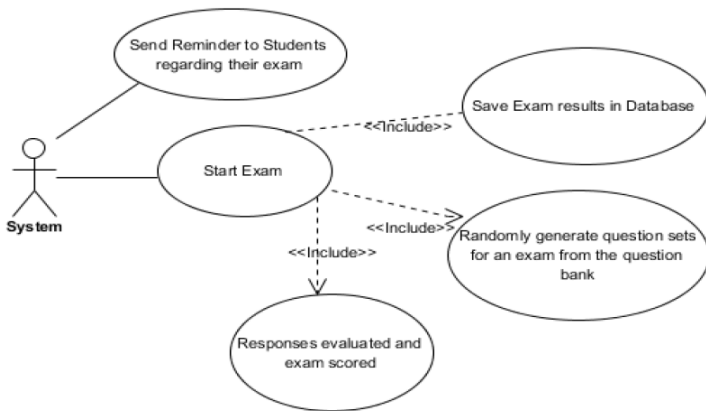 Send Reminder to Students
regarding their exam
Save Exam results in Database
<<Include>>
Start Exam
System
<<Include>>
Randomly generate question sets
for an exam from the question
bank
<<Include>>
Responses evaluated and
exam scored